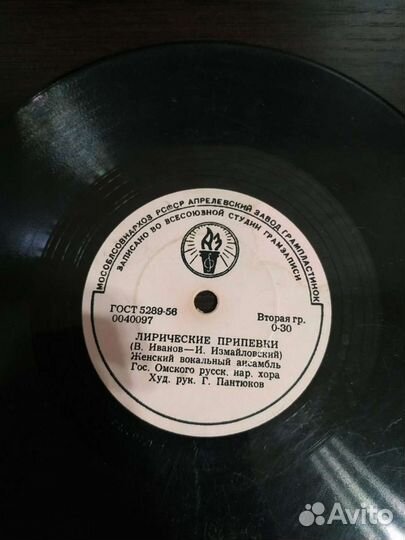 МОСОБЛСОВНАРХОЗ РСФСР АПРЕЛЕВСКИЙ ЗАВОД ГРАМПЛАСТИНОК
ЗАПИСАНО ВО ВСЕСОЮЗНОЙ СТУДИИ ГРАМЗАПИСИ
АЗ
ГОСТ 5289-56
0040097
Вторая гр.
0-30
ЛИРИЧЕСКИЕ ПРИПЕВКИ
(В. Иванов—И. Измайловский)
Женский вокальный ансамбль
Гос. Омского русск. нар. хора
Худ. рук. Г. Пантюков
Avito